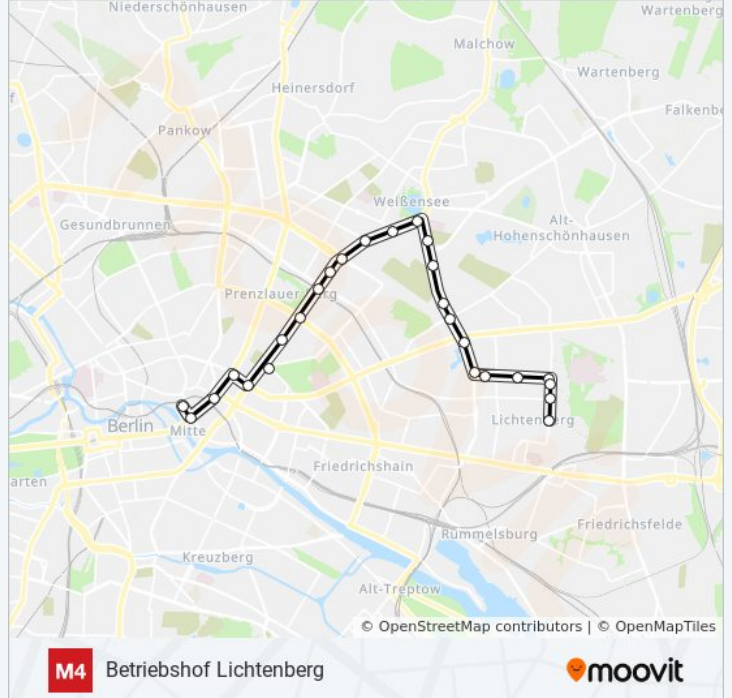 Niederschönhausen
Wartenberg
Malchow
Wartenberg
Heinersdorf
Falkenbe
Pankow
Weißensee
Gesundbrunnen
Alt-
Hohenschönhausen
Prenzlauer Berg
Lichtenberg
Berlin
Mitte
Friedrichshain
arten
Friedrichsfelde
Rummelsburg
Kreuzberg
Alt-Treptow
© OpenStreetMap contributors | © OpenMapTiles
M4 Betriebshof Lichtenberg moovit